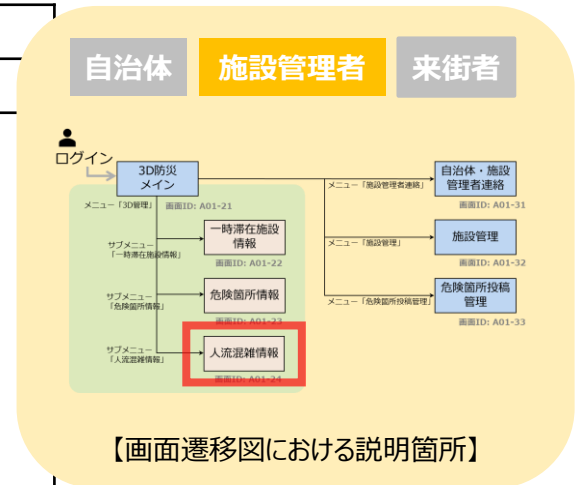 自治体 施設管理者 来街者
ログイン
3D防災
メイン
メニュー「3D管理」
画面ID: A01-21
サブメニュー
「一時滞在施設情報」
一時滞在施設
情報
画面ID: A01-22
サブメニュー
「危険箇所情報」
危険箇所情報
画面ID: A01-23
サブメニュー
「人流混雑情報」
人流混雑情報
画面ID: A01-24
メニュー「施設管理者連絡」
自治体・施設
管理者連絡
画面ID: A01-31
メニュー「施設管理」
施設管理
画面ID: A01-32
メニュー「危険箇所投稿管理」
危険箇所投稿
管理
画面ID: A01-33
【画面遷移図における説明箇所】